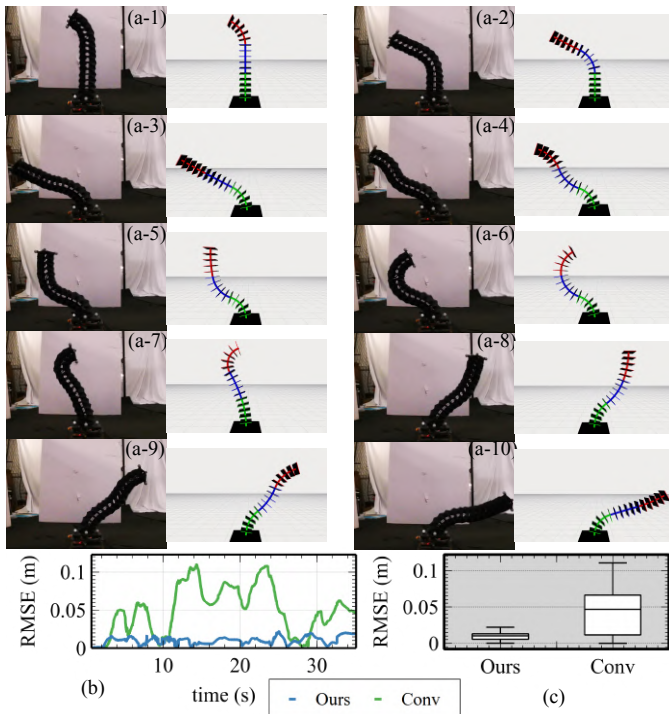 (a-1) (a-2)
(a-3) (a-4)
(a-5) (a-6)
(a-7) (a-8)
(a-9) (a-10)
RMSE (m) 0.1 0.05 0 10 20 30
RMSE (m) 0.1 0.05 0 Ours Conv
(b) time (s) Ours Conv (c)